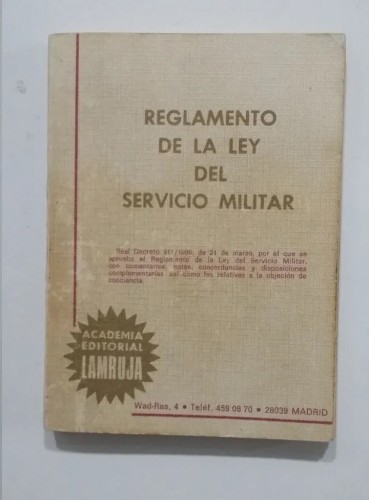 REGLAMENTO
DE LA LEY
DEL
SERVICIO MILITAR
Real Decreto 611/1986, de 21 de marzo, por el que se
aprueba el Reglamento de la Ley del Servicio Militar,
con comentarios, notas, concordancias y disposiciones
complementarias así como las relativas a la objeción de
conciencia.
ACADEMIA
EDITORIAL
LAMRUJA
Wad-Ras, 4 • Teléf. 459 08 70 • 28039 MADRID